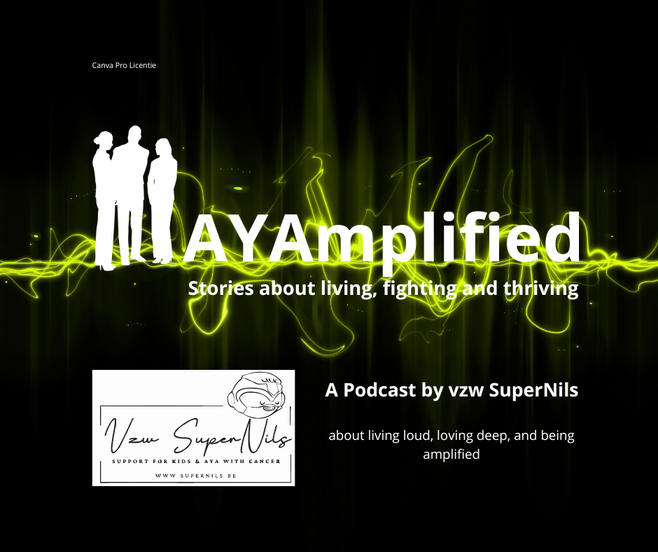 Canva Pro Licentie
AYAmplified
Stories about living, fighting and thriving
Vzw SuperNils
SUPPORT FOR KIDS & AYA WITH CANCER
WWW.SUPERNILS.BE
A Podcast by vzw SuperNils
about living loud, loving deep, and being
amplified